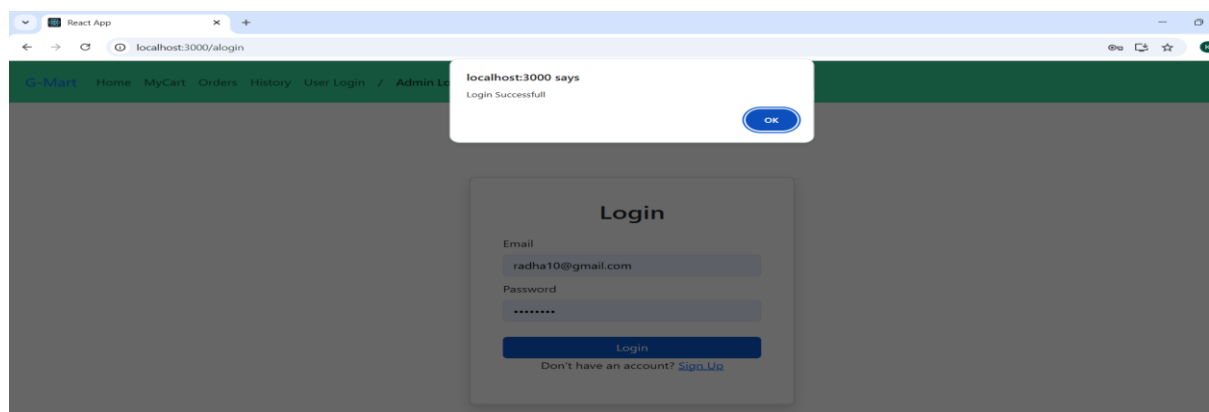 React App
localhost:3000/alogin
G-Mart Home MyCart Orders History User Login / Admin Lo
localhost:3000 says
Login Successfull
OK
Login
Email
radha10@gmail.com
Password
••••••••
Login
Don't have an account? Sign Up